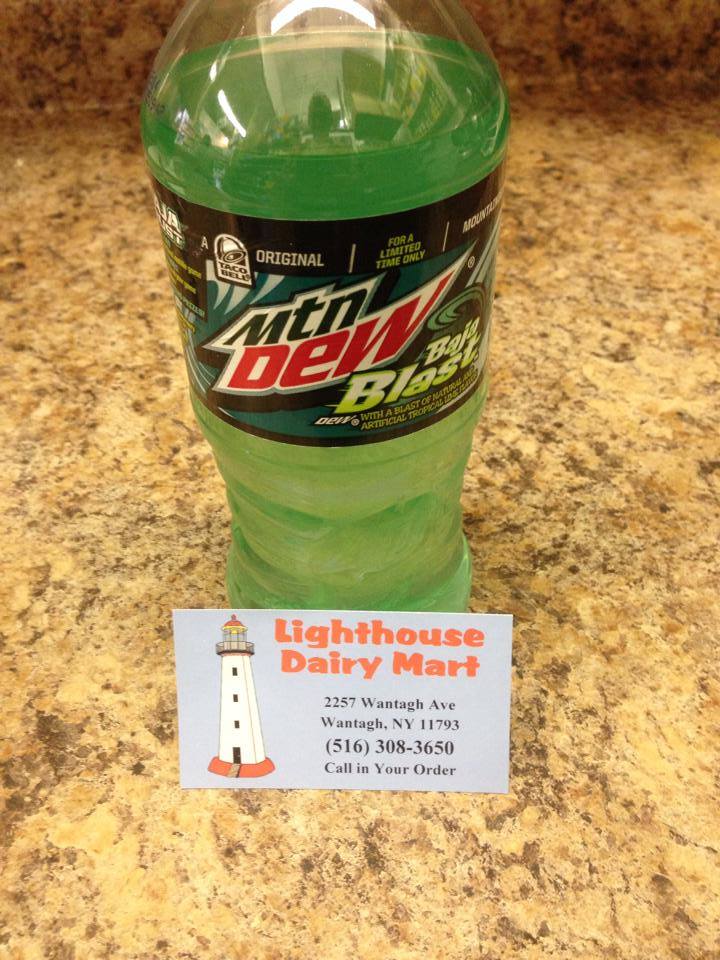 A TACO BELL ORIGINAL
FOR A
LIMITED
TIME ONLY
Mtn
Dew®
Baja
Blast
Dew® WITH A BLAST OF NATURAL AND
ARTIFICIAL TROPICAL LIME
Lighthouse
Dairy Mart
2257 Wantagh Ave
Wantagh, NY 11793
(516) 308-3650
Call in Your Order